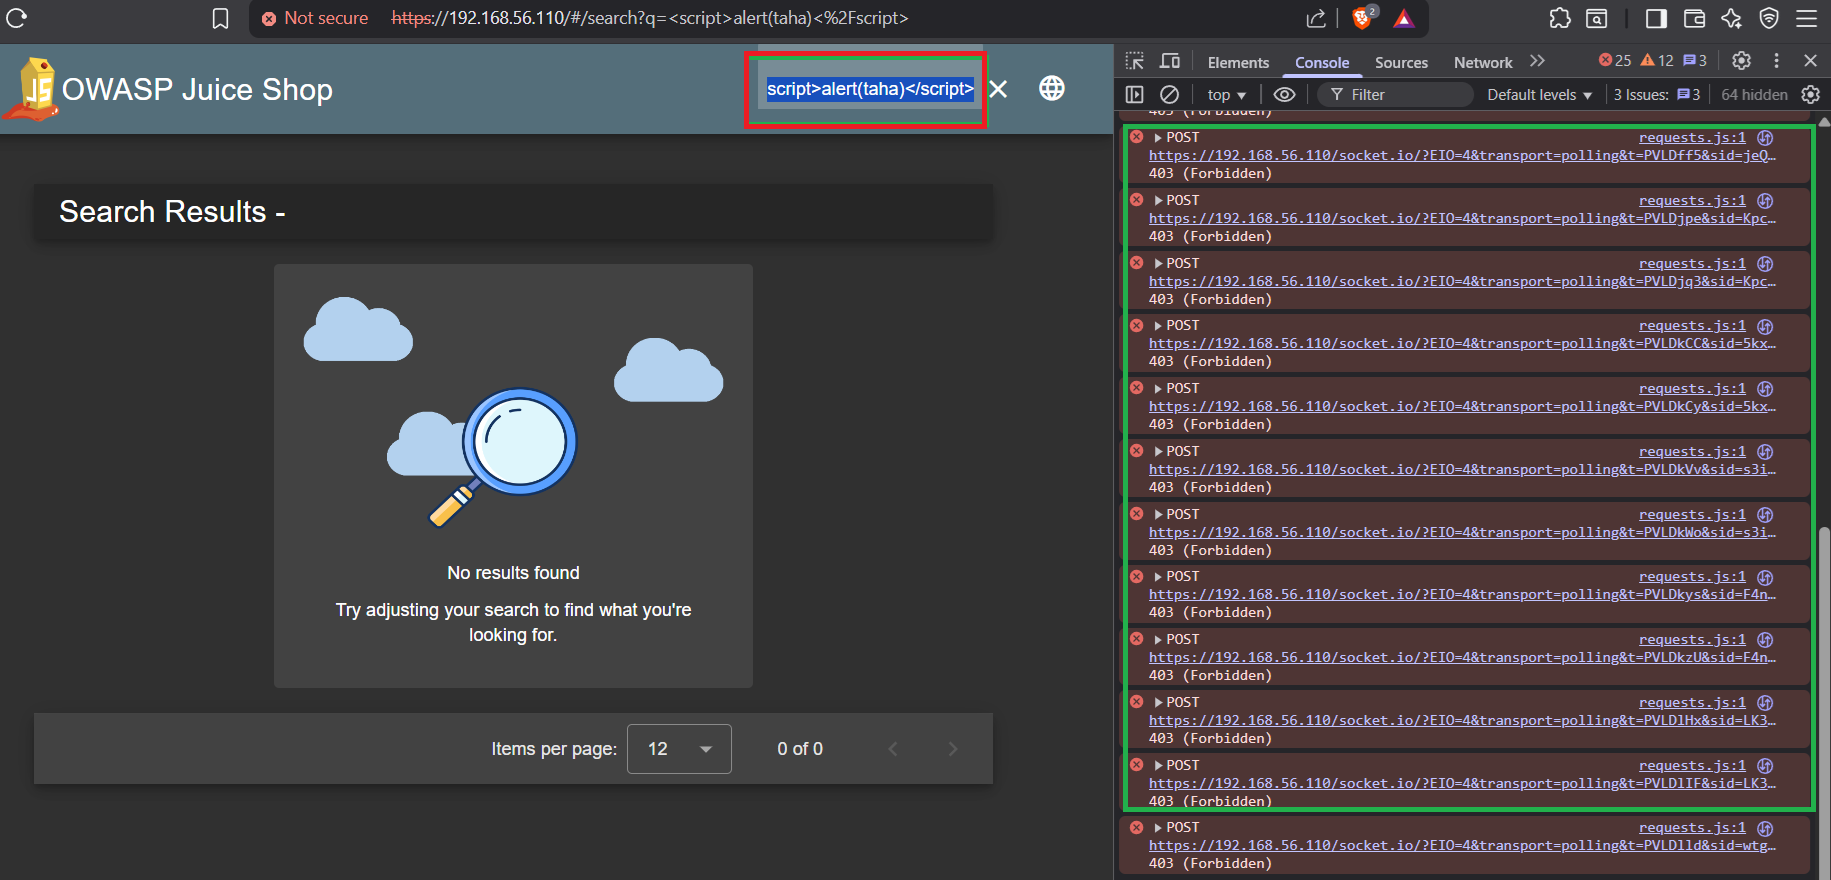 Not secure https://192.168.56.110/#/search?q=<script>alert(taha)<%2Fscript> 2
OWASP Juice Shop script>alert(taha)</script>
Search Results -
No results found
Try adjusting your search to find what you're
looking for.
Items per page: 12 0 of 0
Elements Console Sources Network 25 12 3
top Filter Default levels 3 Issues: 3 64 hidden
403 (Forbidden)
POST requests.js:1
https://192.168.56.110/socket.io/?EIO=4&transport=polling&t=PVLDff5&sid=jeQ…
403 (Forbidden)
POST requests.js:1
https://192.168.56.110/socket.io/?EIO=4&transport=polling&t=PVLDjpe&sid=Kpc…
403 (Forbidden)
POST requests.js:1
https://192.168.56.110/socket.io/?EIO=4&transport=polling&t=PVLDjq3&sid=Kpc…
403 (Forbidden)
POST requests.js:1
https://192.168.56.110/socket.io/?EIO=4&transport=polling&t=PVLDkCC&sid=5kx…
403 (Forbidden)
POST requests.js:1
https://192.168.56.110/socket.io/?EIO=4&transport=polling&t=PVLDkCy&sid=5kx…
403 (Forbidden)
POST requests.js:1
https://192.168.56.110/socket.io/?EIO=4&transport=polling&t=PVLDkVv&sid=s3i…
403 (Forbidden)
POST requests.js:1
https://192.168.56.110/socket.io/?EIO=4&transport=polling&t=PVLDkWo&sid=s3i…
403 (Forbidden)
POST requests.js:1
https://192.168.56.110/socket.io/?EIO=4&transport=polling&t=PVLDkys&sid=F4n…
403 (Forbidden)
POST requests.js:1
https://192.168.56.110/socket.io/?EIO=4&transport=polling&t=PVLDkzU&sid=F4n…
403 (Forbidden)
POST requests.js:1
https://192.168.56.110/socket.io/?EIO=4&transport=polling&t=PVLDlHx&sid=LK3…
403 (Forbidden)
POST requests.js:1
https://192.168.56.110/socket.io/?EIO=4&transport=polling&t=PVLDlIF&sid=LK3…
403 (Forbidden)
POST requests.js:1
https://192.168.56.110/socket.io/?EIO=4&transport=polling&t=PVLDlld&sid=wtg…
403 (Forbidden)